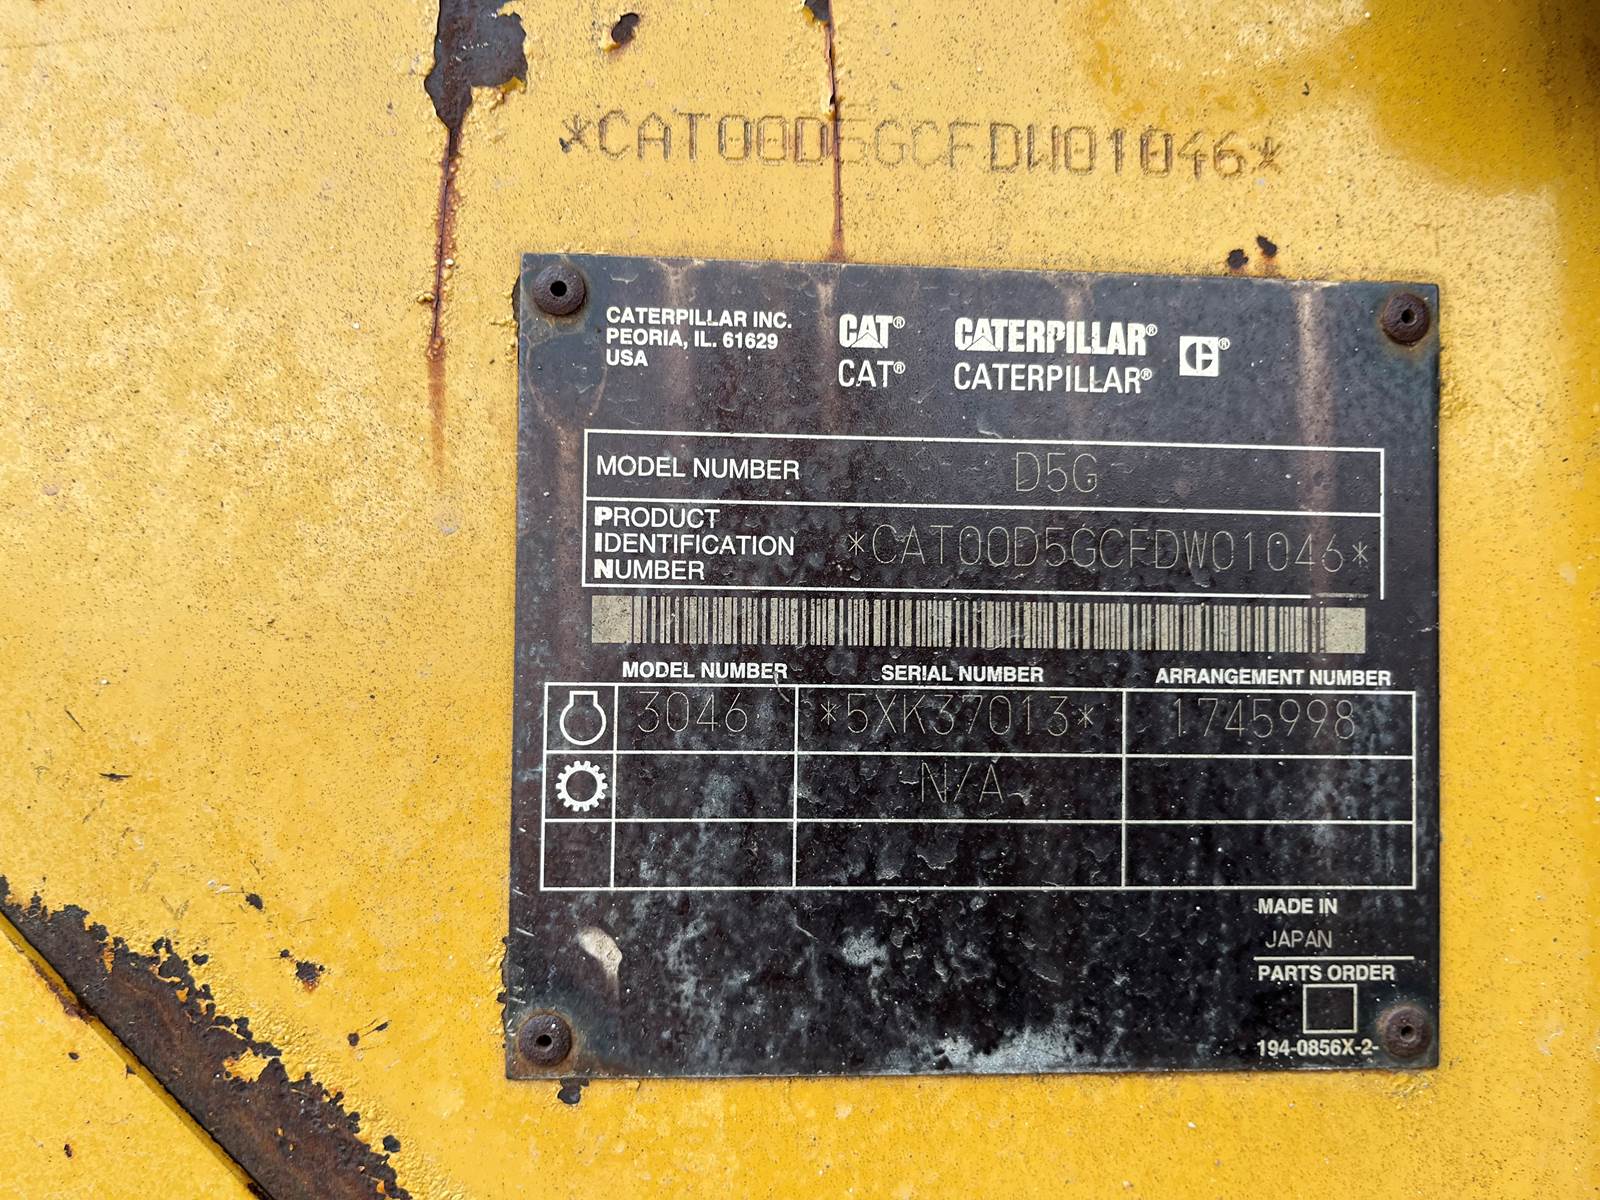 *CAT00D5GCFDW01046*
CATERPILLAR INC.
PEORIA, IL. 61629
USA
CAT® CATERPILLAR® C®
CAT® CATERPILLAR®
MODEL NUMBER D5G
PRODUCT
IDENTIFICATION
NUMBER
*CAT00D5GCFDW01046*
MODEL NUMBER SERIAL NUMBER ARRANGEMENT NUMBER
3046 *5XK37013* 1745998
N/A
MADE IN
JAPAN
PARTS ORDER
194-0856X-2-